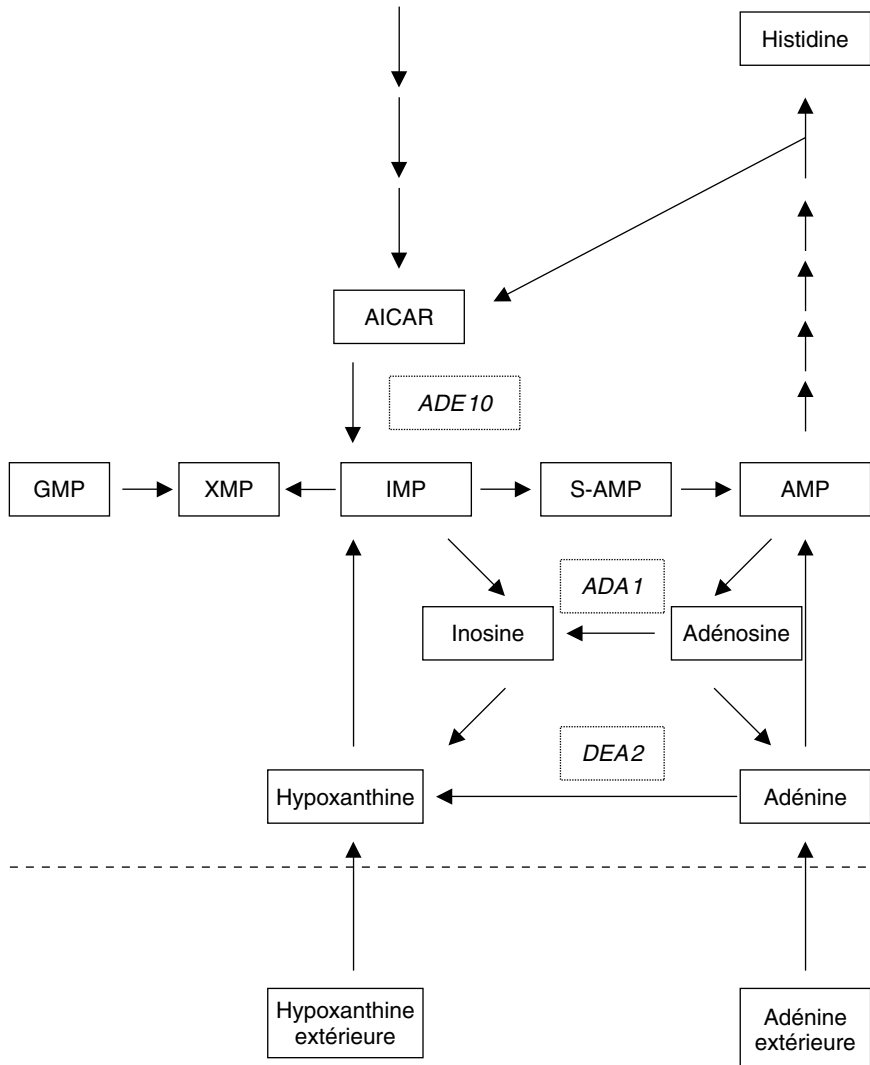 Histidine
AICAR
ADE10
GMP
XMP
IMP
S-AMP
AMP
ADA1
Inosine
Adénosine
DEA2
Hypoxanthine
Adénine
Hypoxanthine
extérieure
Adénine
extérieure